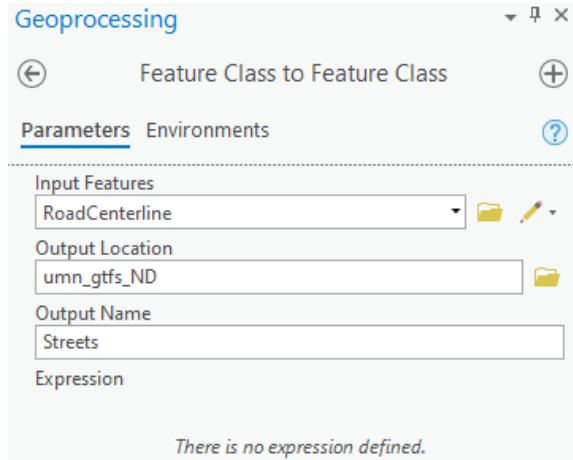 Geoprocessing
Feature Class to Feature Class
Parameters Environments
Input Features
RoadCenterline
Output Location
umn_gtfs_ND
Output Name
Streets
Expression
There is no expression defined.